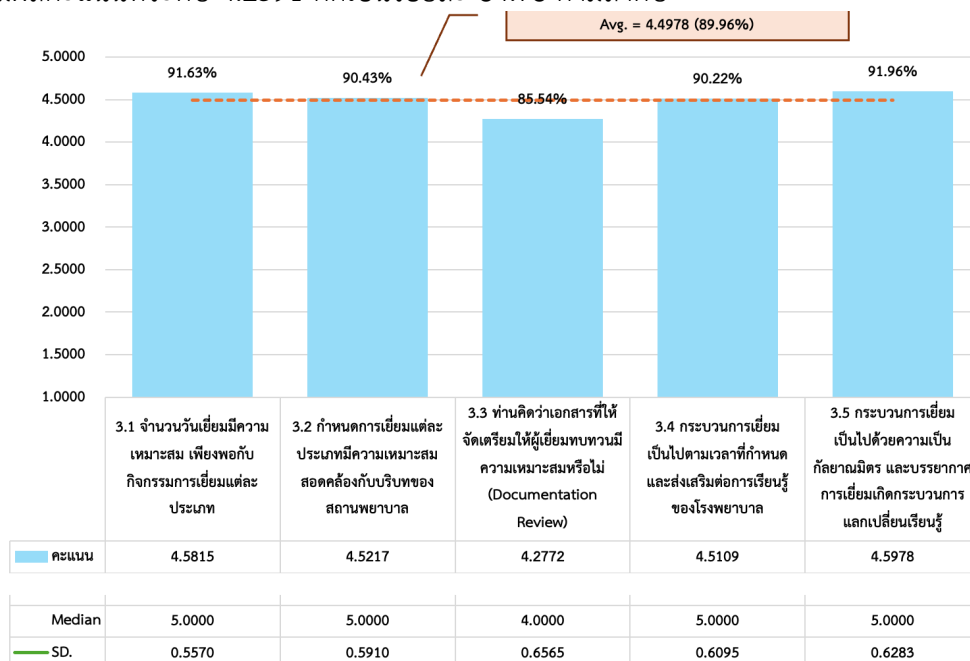 Avg. = 4.4978 (89.96%)
5.0000
4.5000
4.0000
3.5000
3.0000
2.5000
2.0000
1.5000
1.0000
91.63%
90.43%
85.54%
90.22%
91.96%
3.1 จำนวนวันเยี่ยมมีความ
เหมาะสม เพียงพอกับ
กิจกรรมการเยี่ยมแต่ละ
ประเภท
3.2 กำหนดการเยี่ยมแต่ละ
ประเภทมีความเหมาะสม
สอดคล้องกับบริบทของ
สถานพยาบาล
3.3 ท่านคิดว่าเอกสารที่ให้
จัดเตรียมให้ผู้เยี่ยมทบทวนมี
ความเหมาะสมหรือไม่
(Documentation
Review)
3.4 กระบวนการเยี่ยม
เป็นไปตามเวลาที่กำหนด
และส่งเสริมต่อการเรียนรู้
ของโรงพยาบาล
3.5 กระบวนการเยี่ยม
เป็นไปด้วยความเป็น
กัลยาณมิตร และบรรยากาศ
การเยี่ยมเกิดกระบวนการ
แลกเปลี่ยนเรียนรู้
คะแนน 4.5815 4.5217 4.2772 4.5109 4.5978
Median 5.0000 5.0000 4.0000 5.0000 5.0000
SD. 0.5570 0.5910 0.6565 0.6095 0.6283